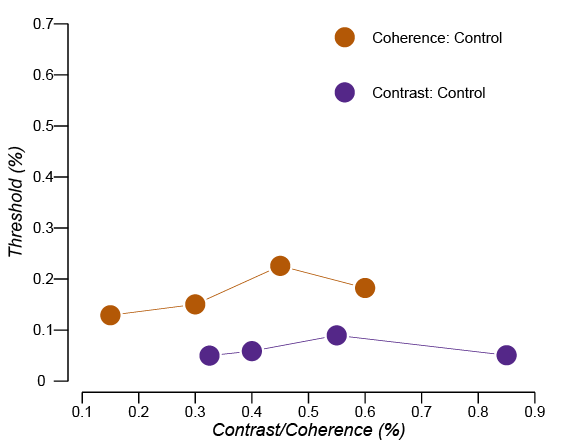 0.7
Coherence: Control
0.6
Contrast: Control
0.5
0.4
0.3
0.2
0.1
0
Threshold (%)
0.1 0.2 0.3 0.4 0.5 0.6 0.7 0.8 0.9
Contrast/Coherence (%)